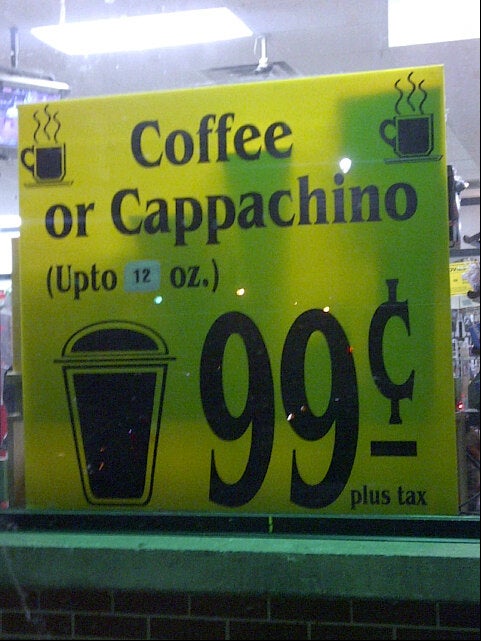 Coffee
or Cappachino
(Upto 12 oz.)
99¢
plus tax